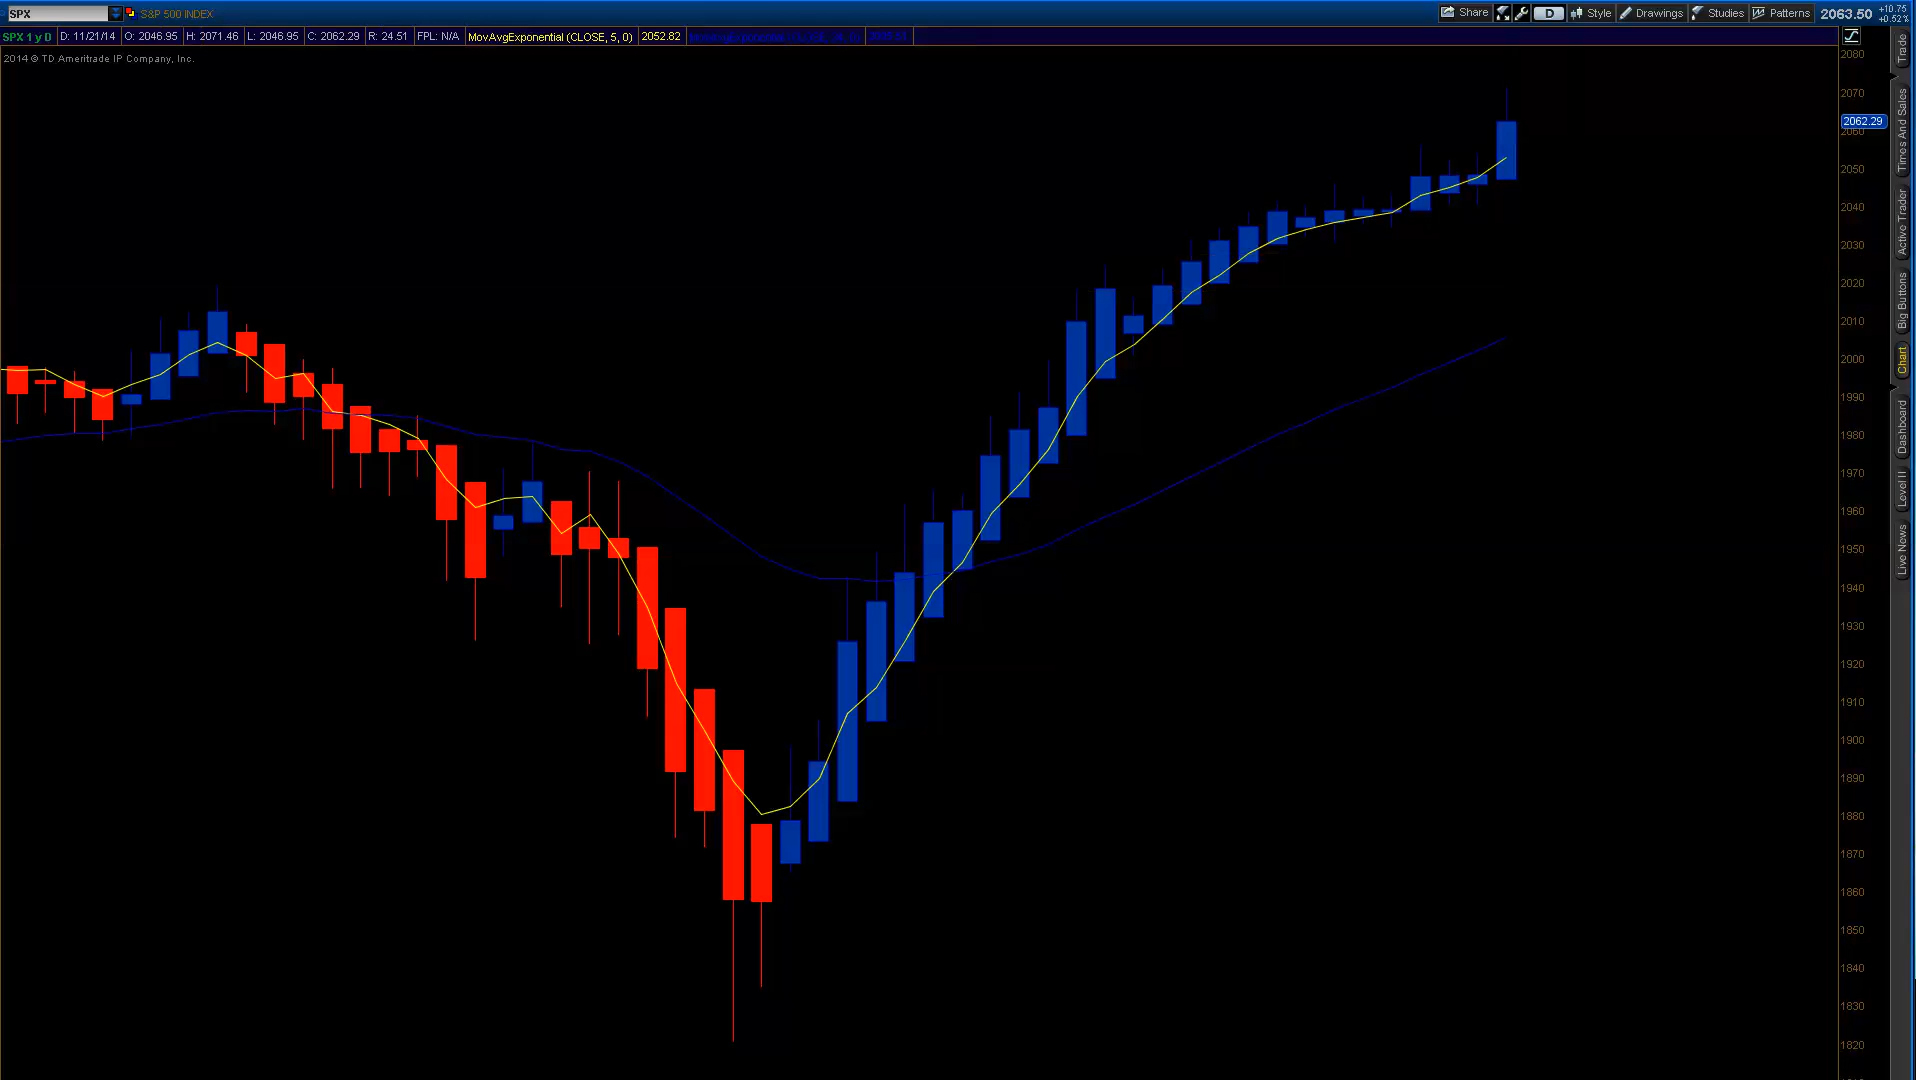 SPX S&P 500 INDEX Share D Style Drawings Studies Patterns 2063.50 +10.75
+0.52%
SPX 1 y D D: 11/21/14 O: 2046.95 H: 2071.46 L: 2046.95 C: 2062.29 R: 24.51 FPL: N/A MovAvgExponential (CLOSE, 5, 0) 2052.82
2014 © TD Ameritrade IP Company, Inc.
2080
2070
2062.29
2060
2050
2040
2030
2020
2010
2000
1990
1980
1970
1960
1950
1940
1930
1920
1910
1900
1890
1880
1870
1860
1850
1840
1830
1820
Trade
Times And Sales
Active Trader
Big Buttons
Chart
Dashboard
Level II
Live News